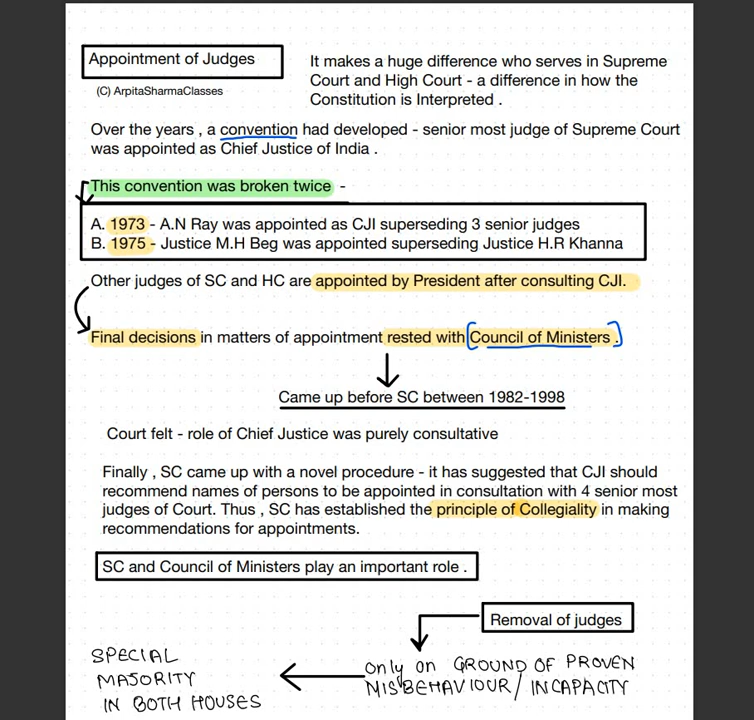 Appointment of Judges
(C) ArpitaSharmaClasses
It makes a huge difference who serves in Supreme
Court and High Court - a difference in how the
Constitution is Interpreted .
Over the years , a convention had developed - senior most judge of Supreme Court
was appointed as Chief Justice of India .
This convention was broken twice -
A. 1973 - A.N Ray was appointed as CJI superseding 3 senior judges
B. 1975 - Justice M.H Beg was appointed superseding Justice H.R Khanna
Other judges of SC and HC are appointed by President after consulting CJI.
Final decisions in matters of appointment rested with (Council of Ministers.)
Came up before SC between 1982-1998
Court felt - role of Chief Justice was purely consultative
Finally , SC came up with a novel procedure - it has suggested that CJI should
recommend names of persons to be appointed in consultation with 4 senior most
judges of Court. Thus , SC has established the principle of Collegiality in making
recommendations for appointments.
SC and Council of Ministers play an important role .
Removal of judges
only on GROUND OF PROVEN
MISBEHAVIOUR / INCAPACITY
SPECIAL
MAJORITY
IN BOTH HOUSES